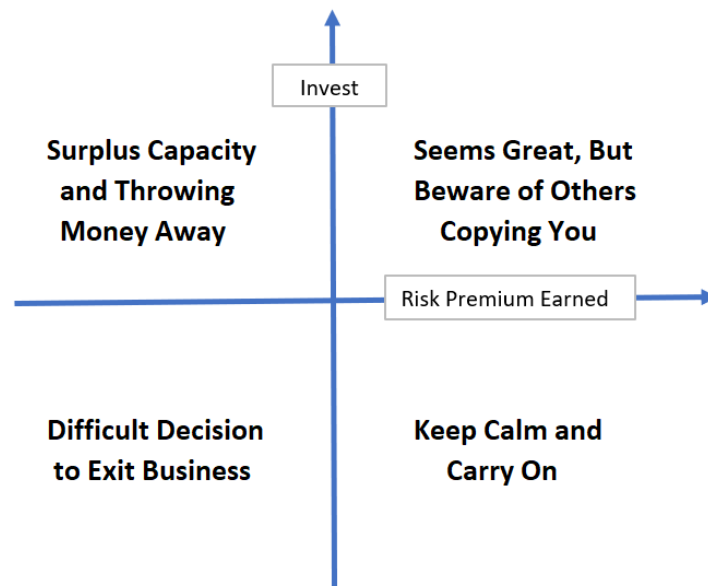 Invest
Surplus Capacity
and Throwing
Money Away
Seems Great, But
Beware of Others
Copying You
Risk Premium Earned
Difficult Decision
to Exit Business
Keep Calm and
Carry On